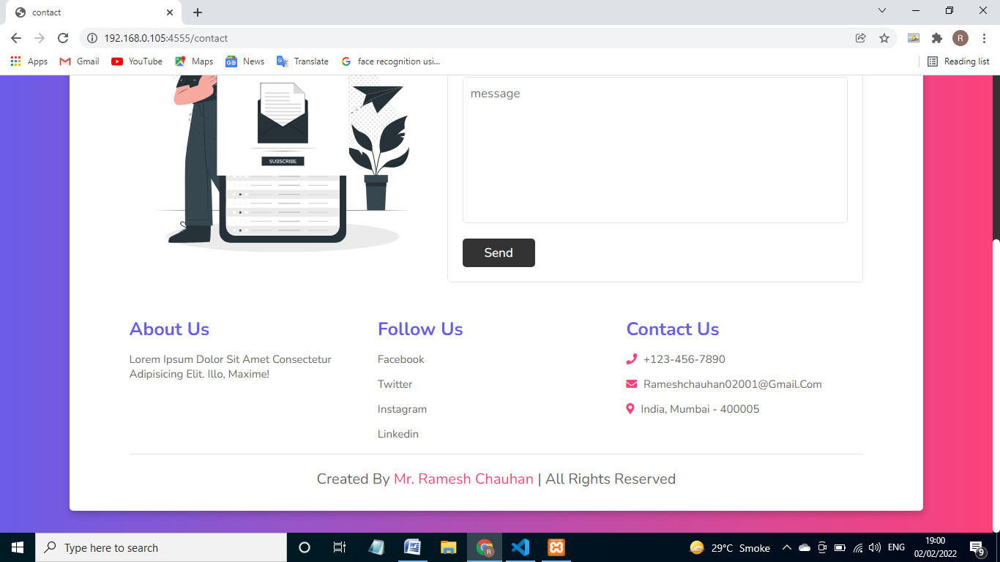 contact
192.168.0.105:4555/contact
Apps Gmail YouTube Maps News Translate face recognition usi... Reading list
R
message
SUBSCRIBE
Send
About Us
Lorem Ipsum Dolor Sit Amet Consectetur
Adipisicing Elit. Illo, Maxime!
Follow Us
Facebook
Twitter
Instagram
Linkedin
Contact Us
+123-456-7890
Rameshchauhan02001@Gmail.Com
India, Mumbai - 400005
Created By Mr. Ramesh Chauhan | All Rights Reserved
Type here to search
29°C Smoke
ENG
19:00
02/02/2022
9